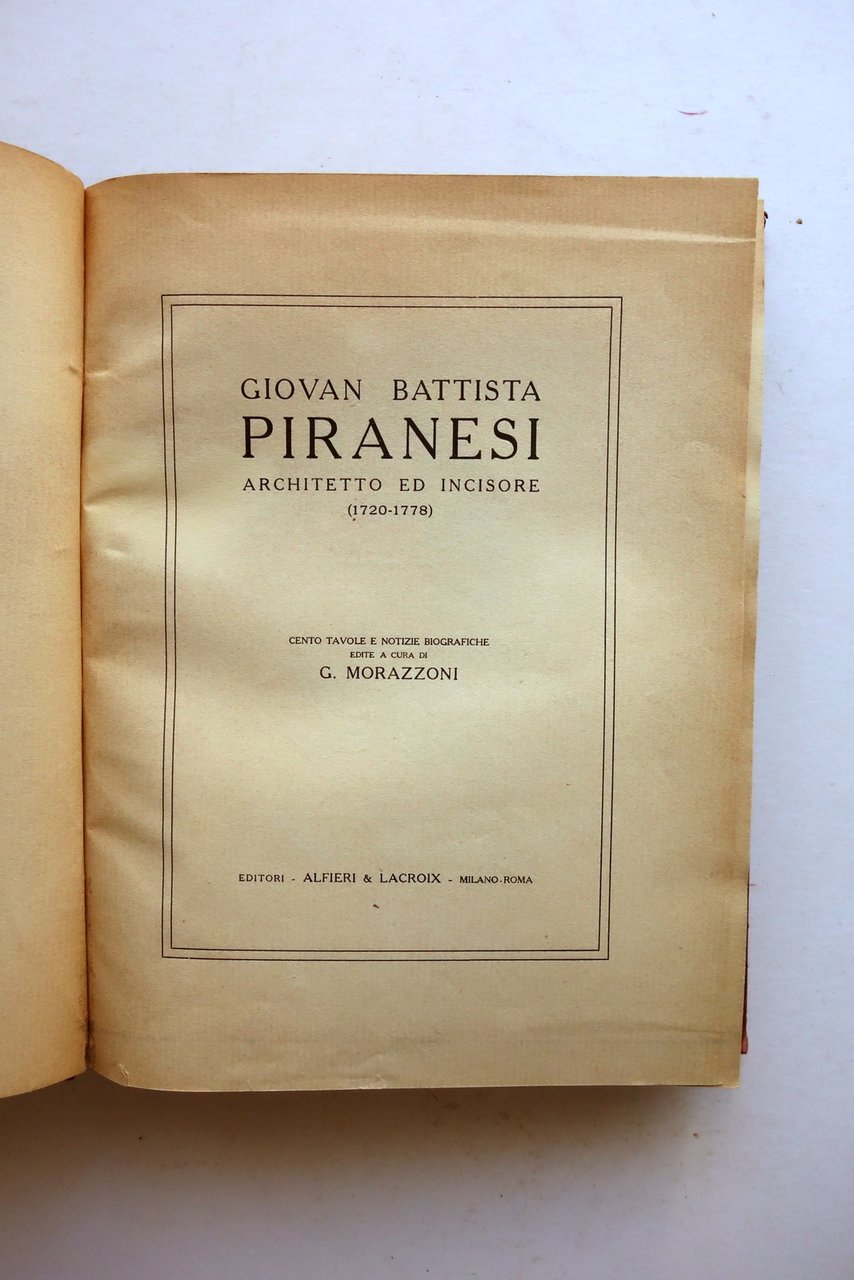 GIOVAN BATTISTA
PIRANESI
ARCHITETTO ED INCISORE
(1720-1778)
CENTO TAVOLE E NOTIZIE BIOGRAFICHE
EDITE A CURA DI
G. MORAZZONI
EDITORI - ALFIERI & LACROIX - MILANO-ROMA